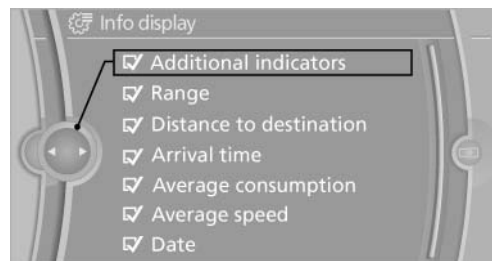 Info display
Additional indicators
Range
Distance to destination
Arrival time
Average consumption
Average speed
Date